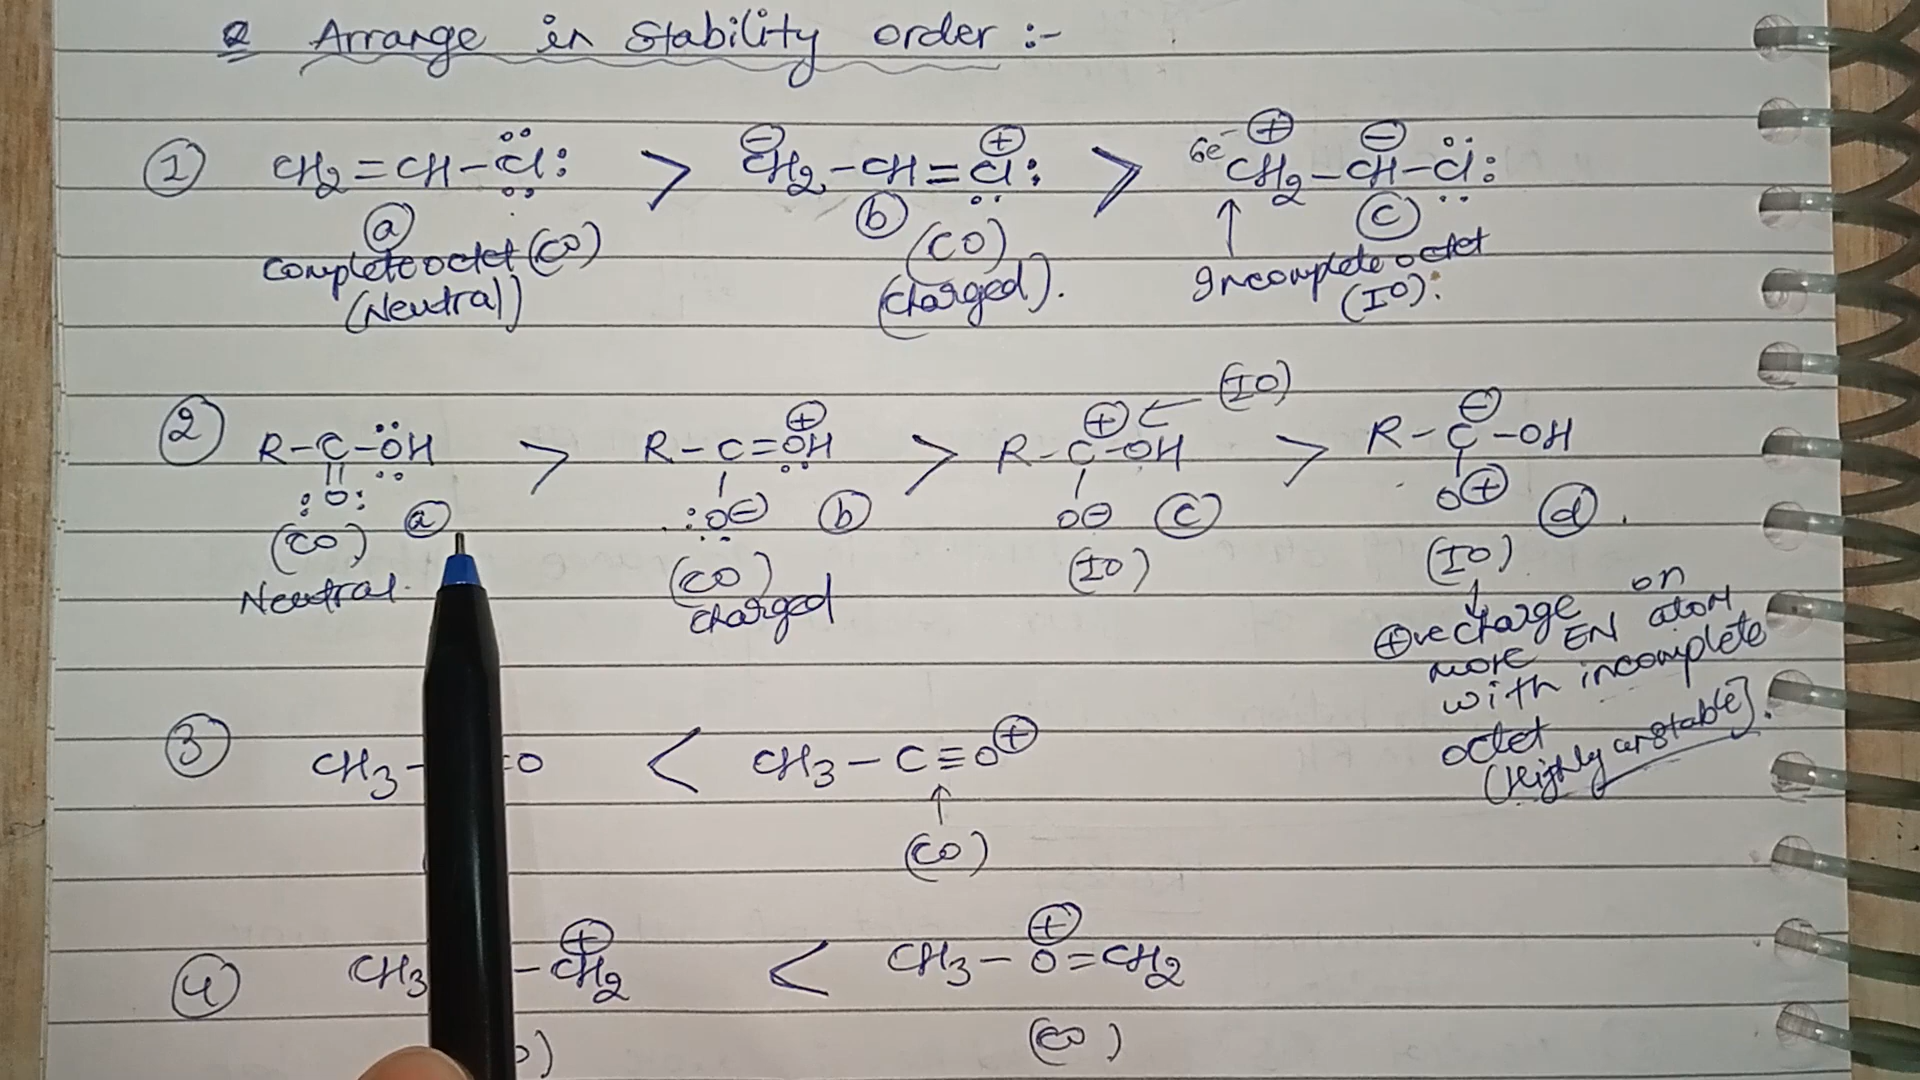 Q Arrange in Stability order :-
① CH2=CH-Cl: > ⊖CH2-CH=Cl⊕: > 6e- ⊕CH2-CH⊖-Cl:
ⓐ ⓑ ⓒ
Complete octet (CO) (CO) Incomplete octet
(Neutral) (charged). (IO).
② R-C-OH > R-C=OH⊕ > R-C⊕-OH ← (IO) > R-C⊖-OH
:O: :O⊖ O⊖ O⊕
ⓐ ⓑ ⓒ ⓓ.
(CO) (CO) (IO) (IO)
Neutral. charged
⊕ve charge on
more EN atom
with incomplete
octet
(Highly unstable).
③ CH3- =O < CH3-C≡O⊕
(CO)
④ CH3 -CH2⊕ < CH3-O⊕=CH2
(CO)